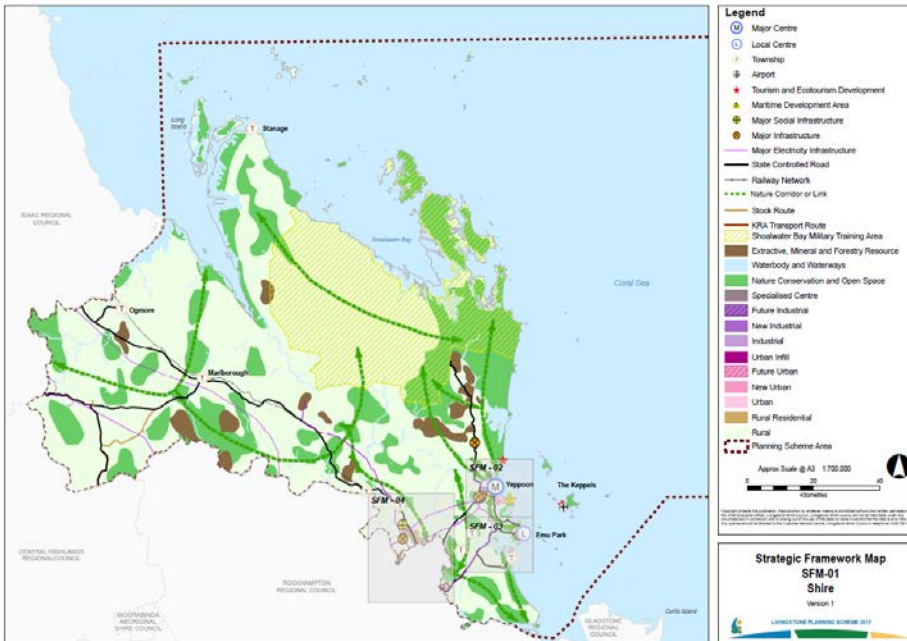 Long
Island
T
Stanage
ISAAC REGIONAL
COUNCIL
Shoalwater Bay
Coral Sea
T
Ogmore
Marlborough
T
SFM - 02
SFM - 04
M
Yeppoon
The Keppels
SFM - 03
L
Emu Park
T
T
CENTRAL HIGHLANDS
REGIONAL COUNCIL
ROCKHAMPTON
REGIONAL COUNCIL
WOORABINDA
ABORIGINAL
SHIRE COUNCIL
GLADSTONE
REGIONAL
COUNCIL
Curtis Island
Legend
M Major Centre
L Local Centre
T Township
Airport
Tourism and Ecotourism Development
Maritime Development Area
Major Social Infrastructure
Major Infrastructure
Major Electricity Infrastructure
State Controlled Road
Railway Network
Nature Corridor or Link
Stock Route
KRA Transport Route
Shoalwater Bay Military Training Area
Extractive, Mineral and Forestry Resource
Waterbody and Waterways
Nature Conservation and Open Space
Specialised Centre
Future Industrial
New Industrial
Industrial
Urban Infill
Future Urban
New Urban
Urban
Rural Residential
Rural
Planning Scheme Area
Approx Scale @ A3 1:700,000
0 20 40
Kilometres
Strategic Framework Map
SFM-01
Shire
Version 1
LIVINGSTONE PLANNING SCHEME 2017